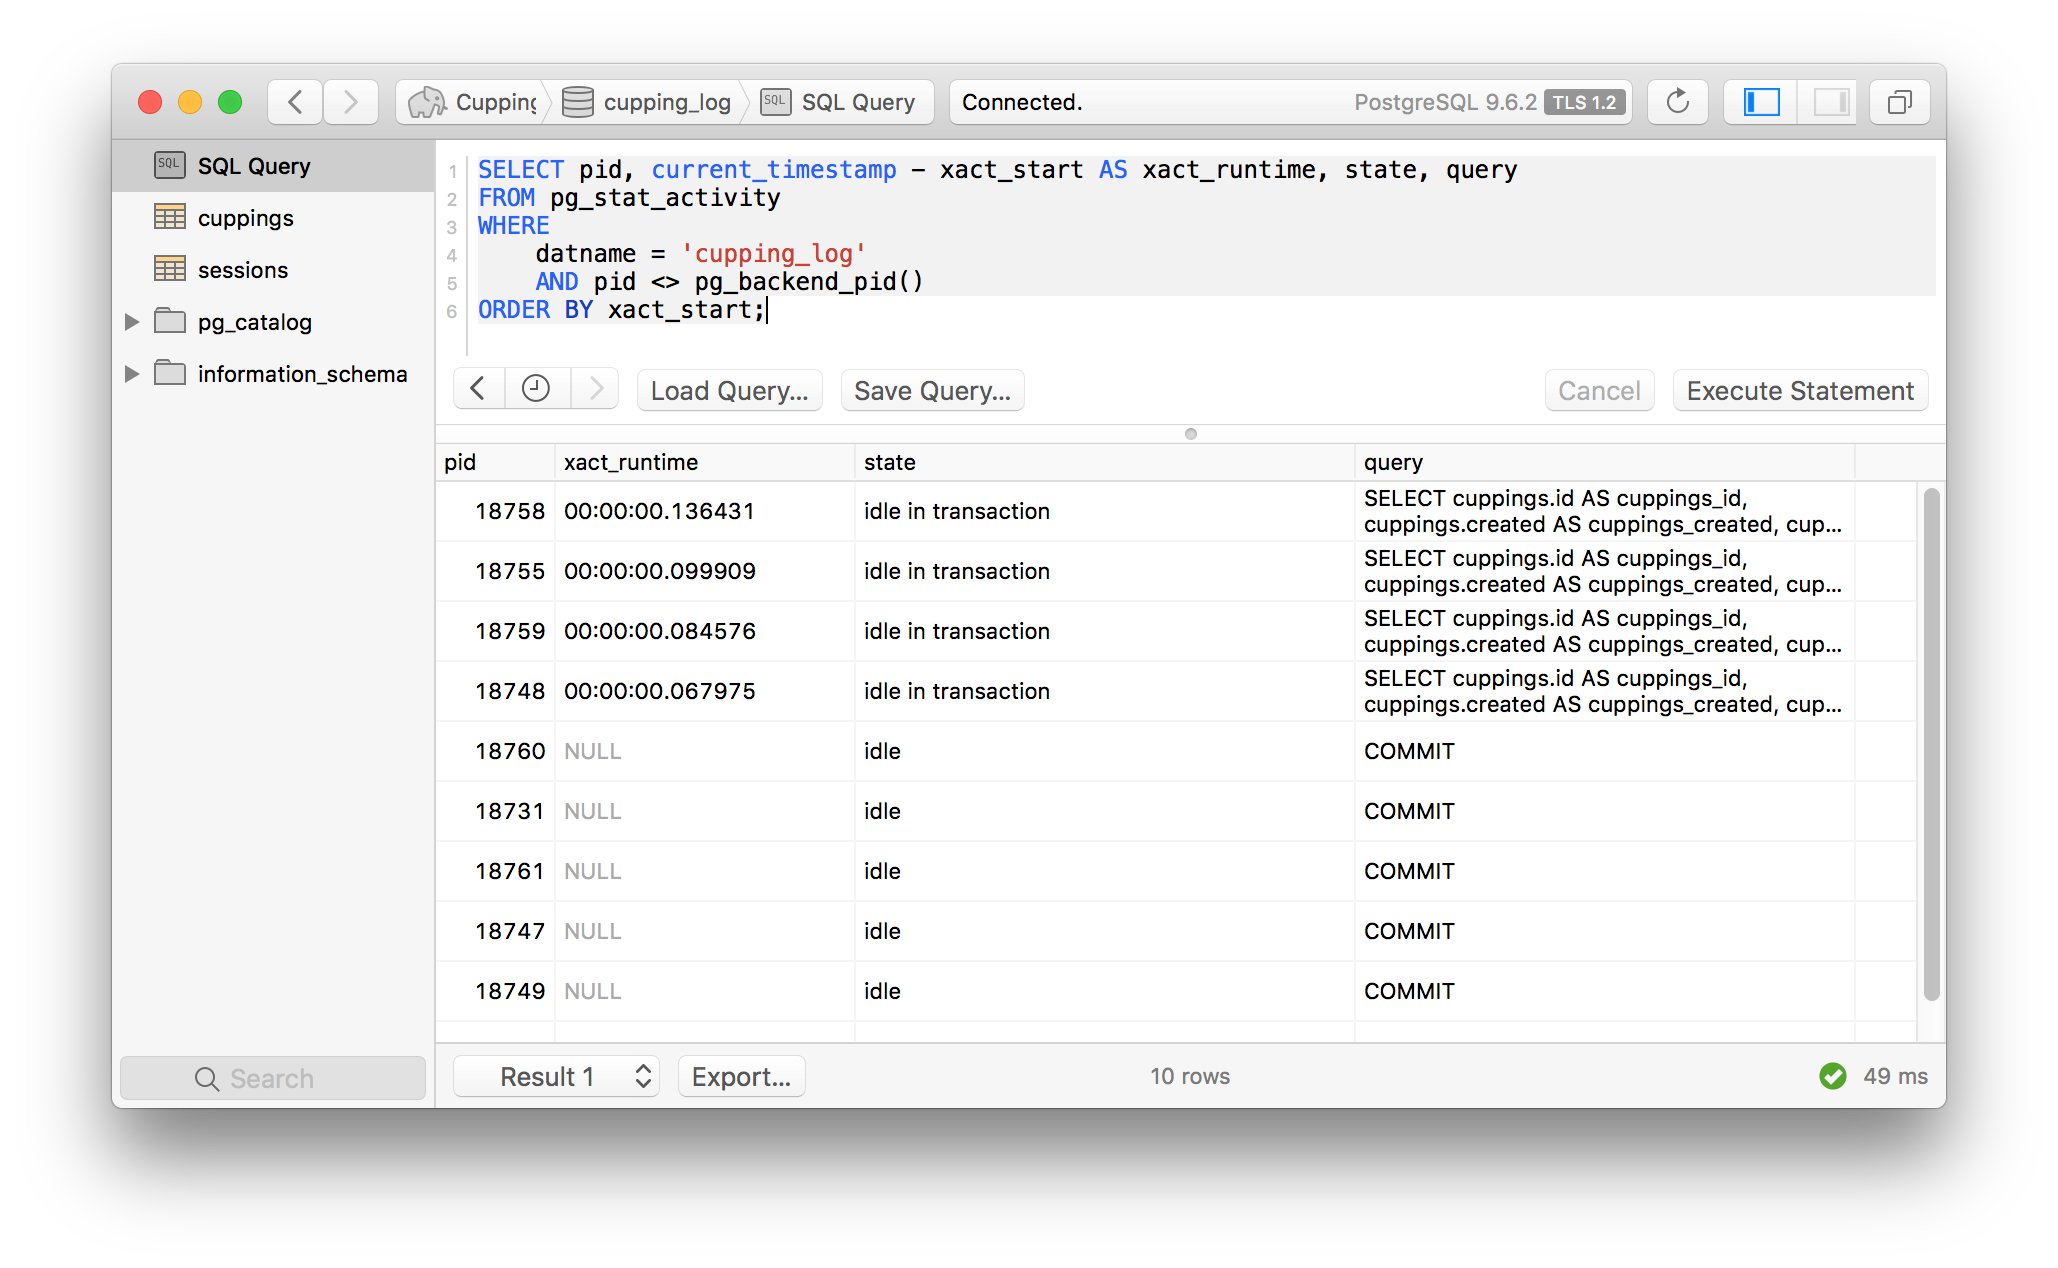 Cupping
cupping_log
SQL
SQL Query
Connected.
PostgreSQL 9.6.2
TLS 1.2
SQL
SQL Query
cuppings
sessions
pg_catalog
information_schema
Search
1 SELECT pid, current_timestamp - xact_start AS xact_runtime, state, query
2 FROM pg_stat_activity
3 WHERE
4 datname = 'cupping_log'
5 AND pid <> pg_backend_pid()
6 ORDER BY xact_start;
Load Query...
Save Query...
Cancel
Execute Statement
pid xact_runtime state query
18758 00:00:00.136431 idle in transaction SELECT cuppings.id AS cuppings_id,
cuppings.created AS cuppings_created, cup...
18755 00:00:00.099909 idle in transaction SELECT cuppings.id AS cuppings_id,
cuppings.created AS cuppings_created, cup...
18759 00:00:00.084576 idle in transaction SELECT cuppings.id AS cuppings_id,
cuppings.created AS cuppings_created, cup...
18748 00:00:00.067975 idle in transaction SELECT cuppings.id AS cuppings_id,
cuppings.created AS cuppings_created, cup...
18760 NULL idle COMMIT
18731 NULL idle COMMIT
18761 NULL idle COMMIT
18747 NULL idle COMMIT
18749 NULL idle COMMIT
Result 1
Export...
10 rows
49 ms